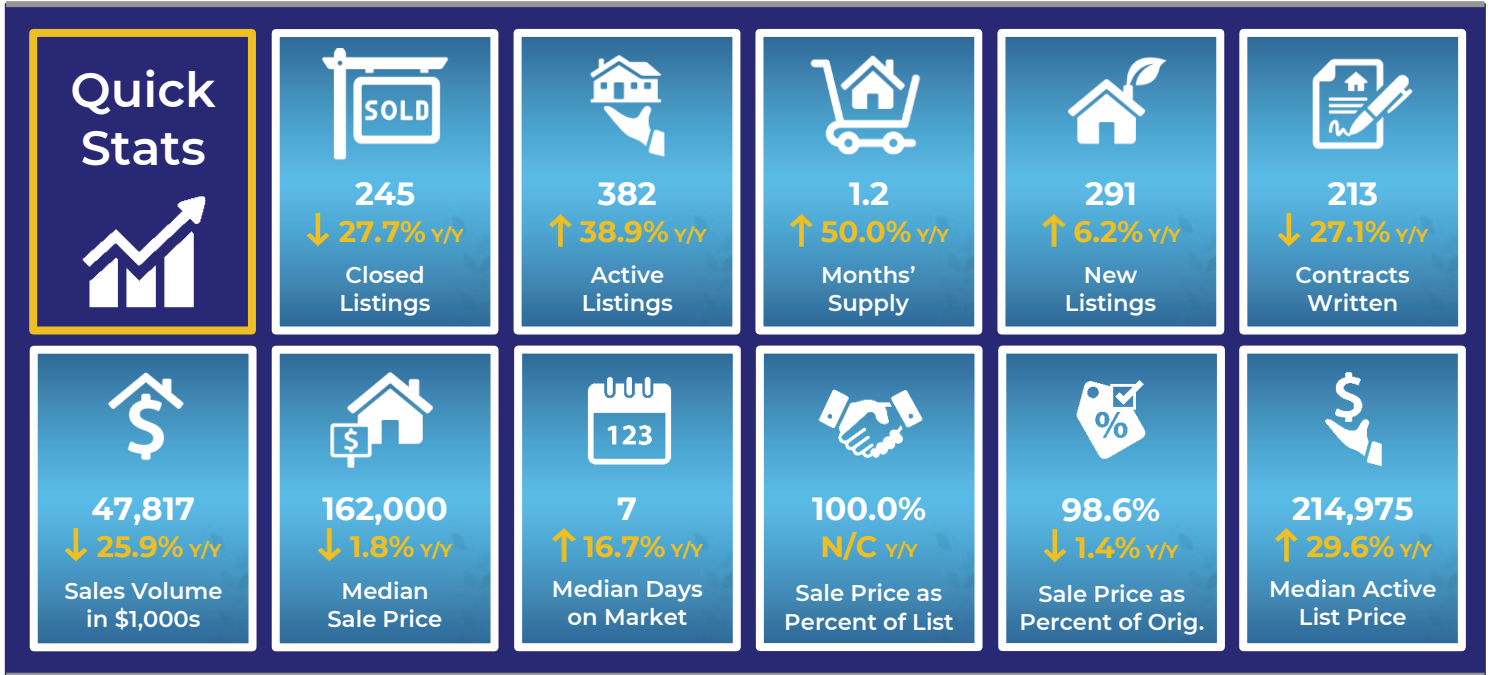 Quick
Stats
SOLD
245
↓ 27.7% Y/Y
Closed
Listings
382
↑ 38.9% Y/Y
Active
Listings
1.2
↑ 50.0% Y/Y
Months’
Supply
291
↑ 6.2% Y/Y
New
Listings
213
↓ 27.1% Y/Y
Contracts
Written
$
47,817
↓ 25.9% Y/Y
Sales Volume
in $1,000s
$
162,000
↓ 1.8% Y/Y
Median
Sale Price
123
7
↑ 16.7% Y/Y
Median Days
on Market
100.0%
N/C Y/Y
Sale Price as
Percent of List
%
98.6%
↓ 1.4% Y/Y
Sale Price as
Percent of Orig.
$
214,975
↑ 29.6% Y/Y
Median Active
List Price